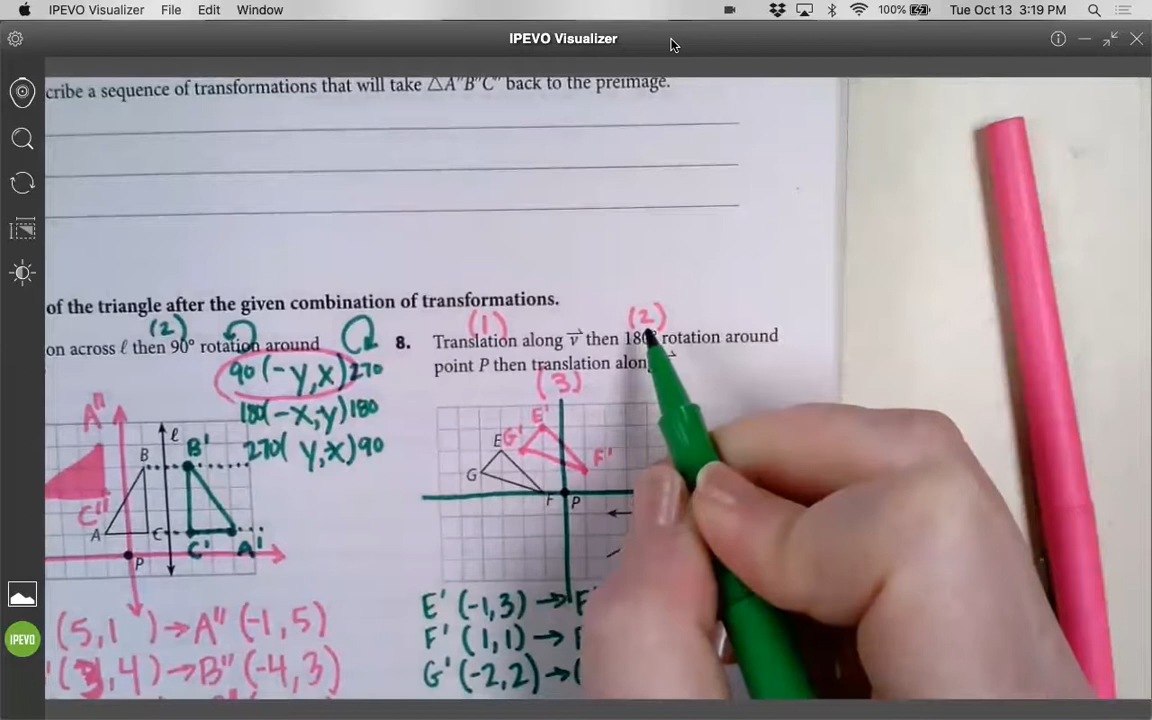 IPEVO Visualizer File Edit Window 100% Tue Oct 13 3:19 PM
IPEVO Visualizer
cribe a sequence of transformations that will take △A″B″C″ back to the preimage.
of the triangle after the given combination of transformations.
(2)
on across ℓ then 90° rotation around
90(-y,x)270
180(-x,-y)180
270( y,x)90
A"
ℓ
B
B'
C"
A
C
C'
A'
P
(5,1 )→A" (-1,5)
'(3,4)→B" (-4,3)
(1) (2)
8. Translation along v⃗ then 180° rotation around
point P then translation alon
(3)
E'
E G'
F'
G
F P
E' (-1,3)→
F' (1,1)→
G' (-2,2)→(
IPEVO